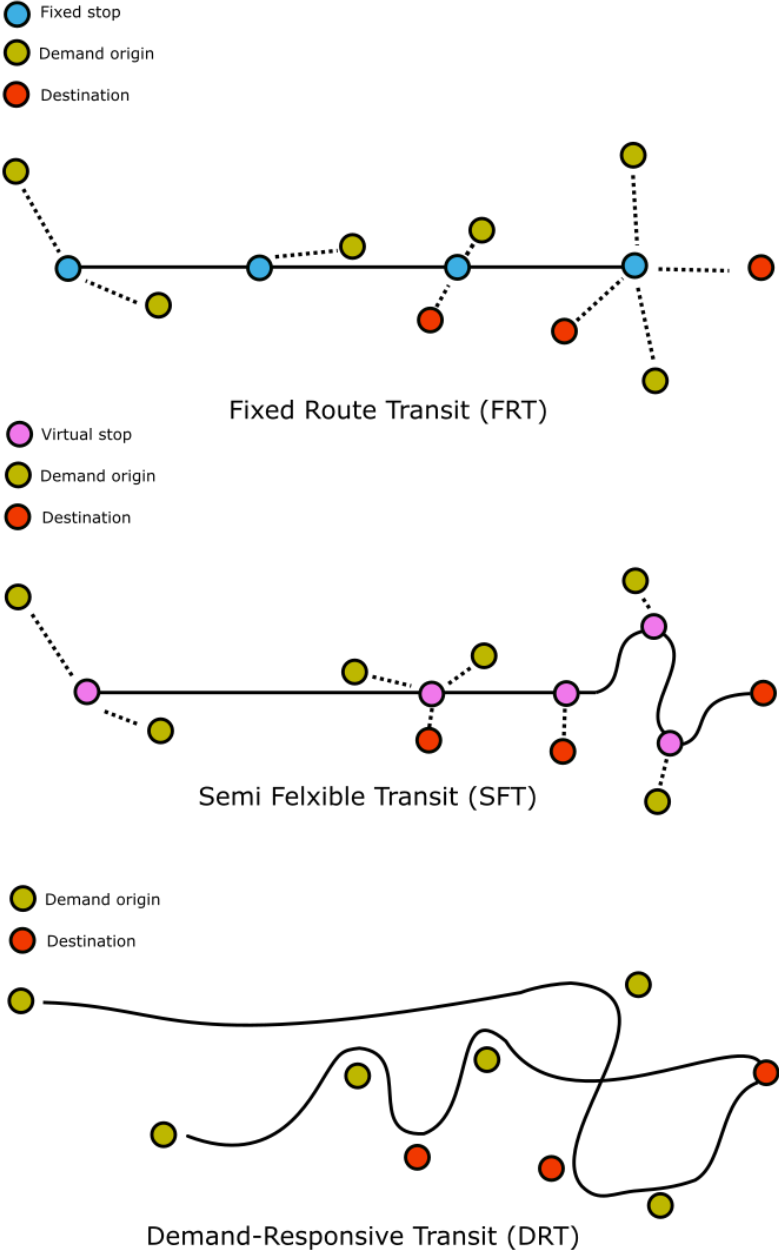 Fixed stop
Demand origin
Destination
Fixed Route Transit (FRT)
Virtual stop
Demand origin
Destination
Semi Felxible Transit (SFT)
Demand origin
Destination
Demand-Responsive Transit (DRT)